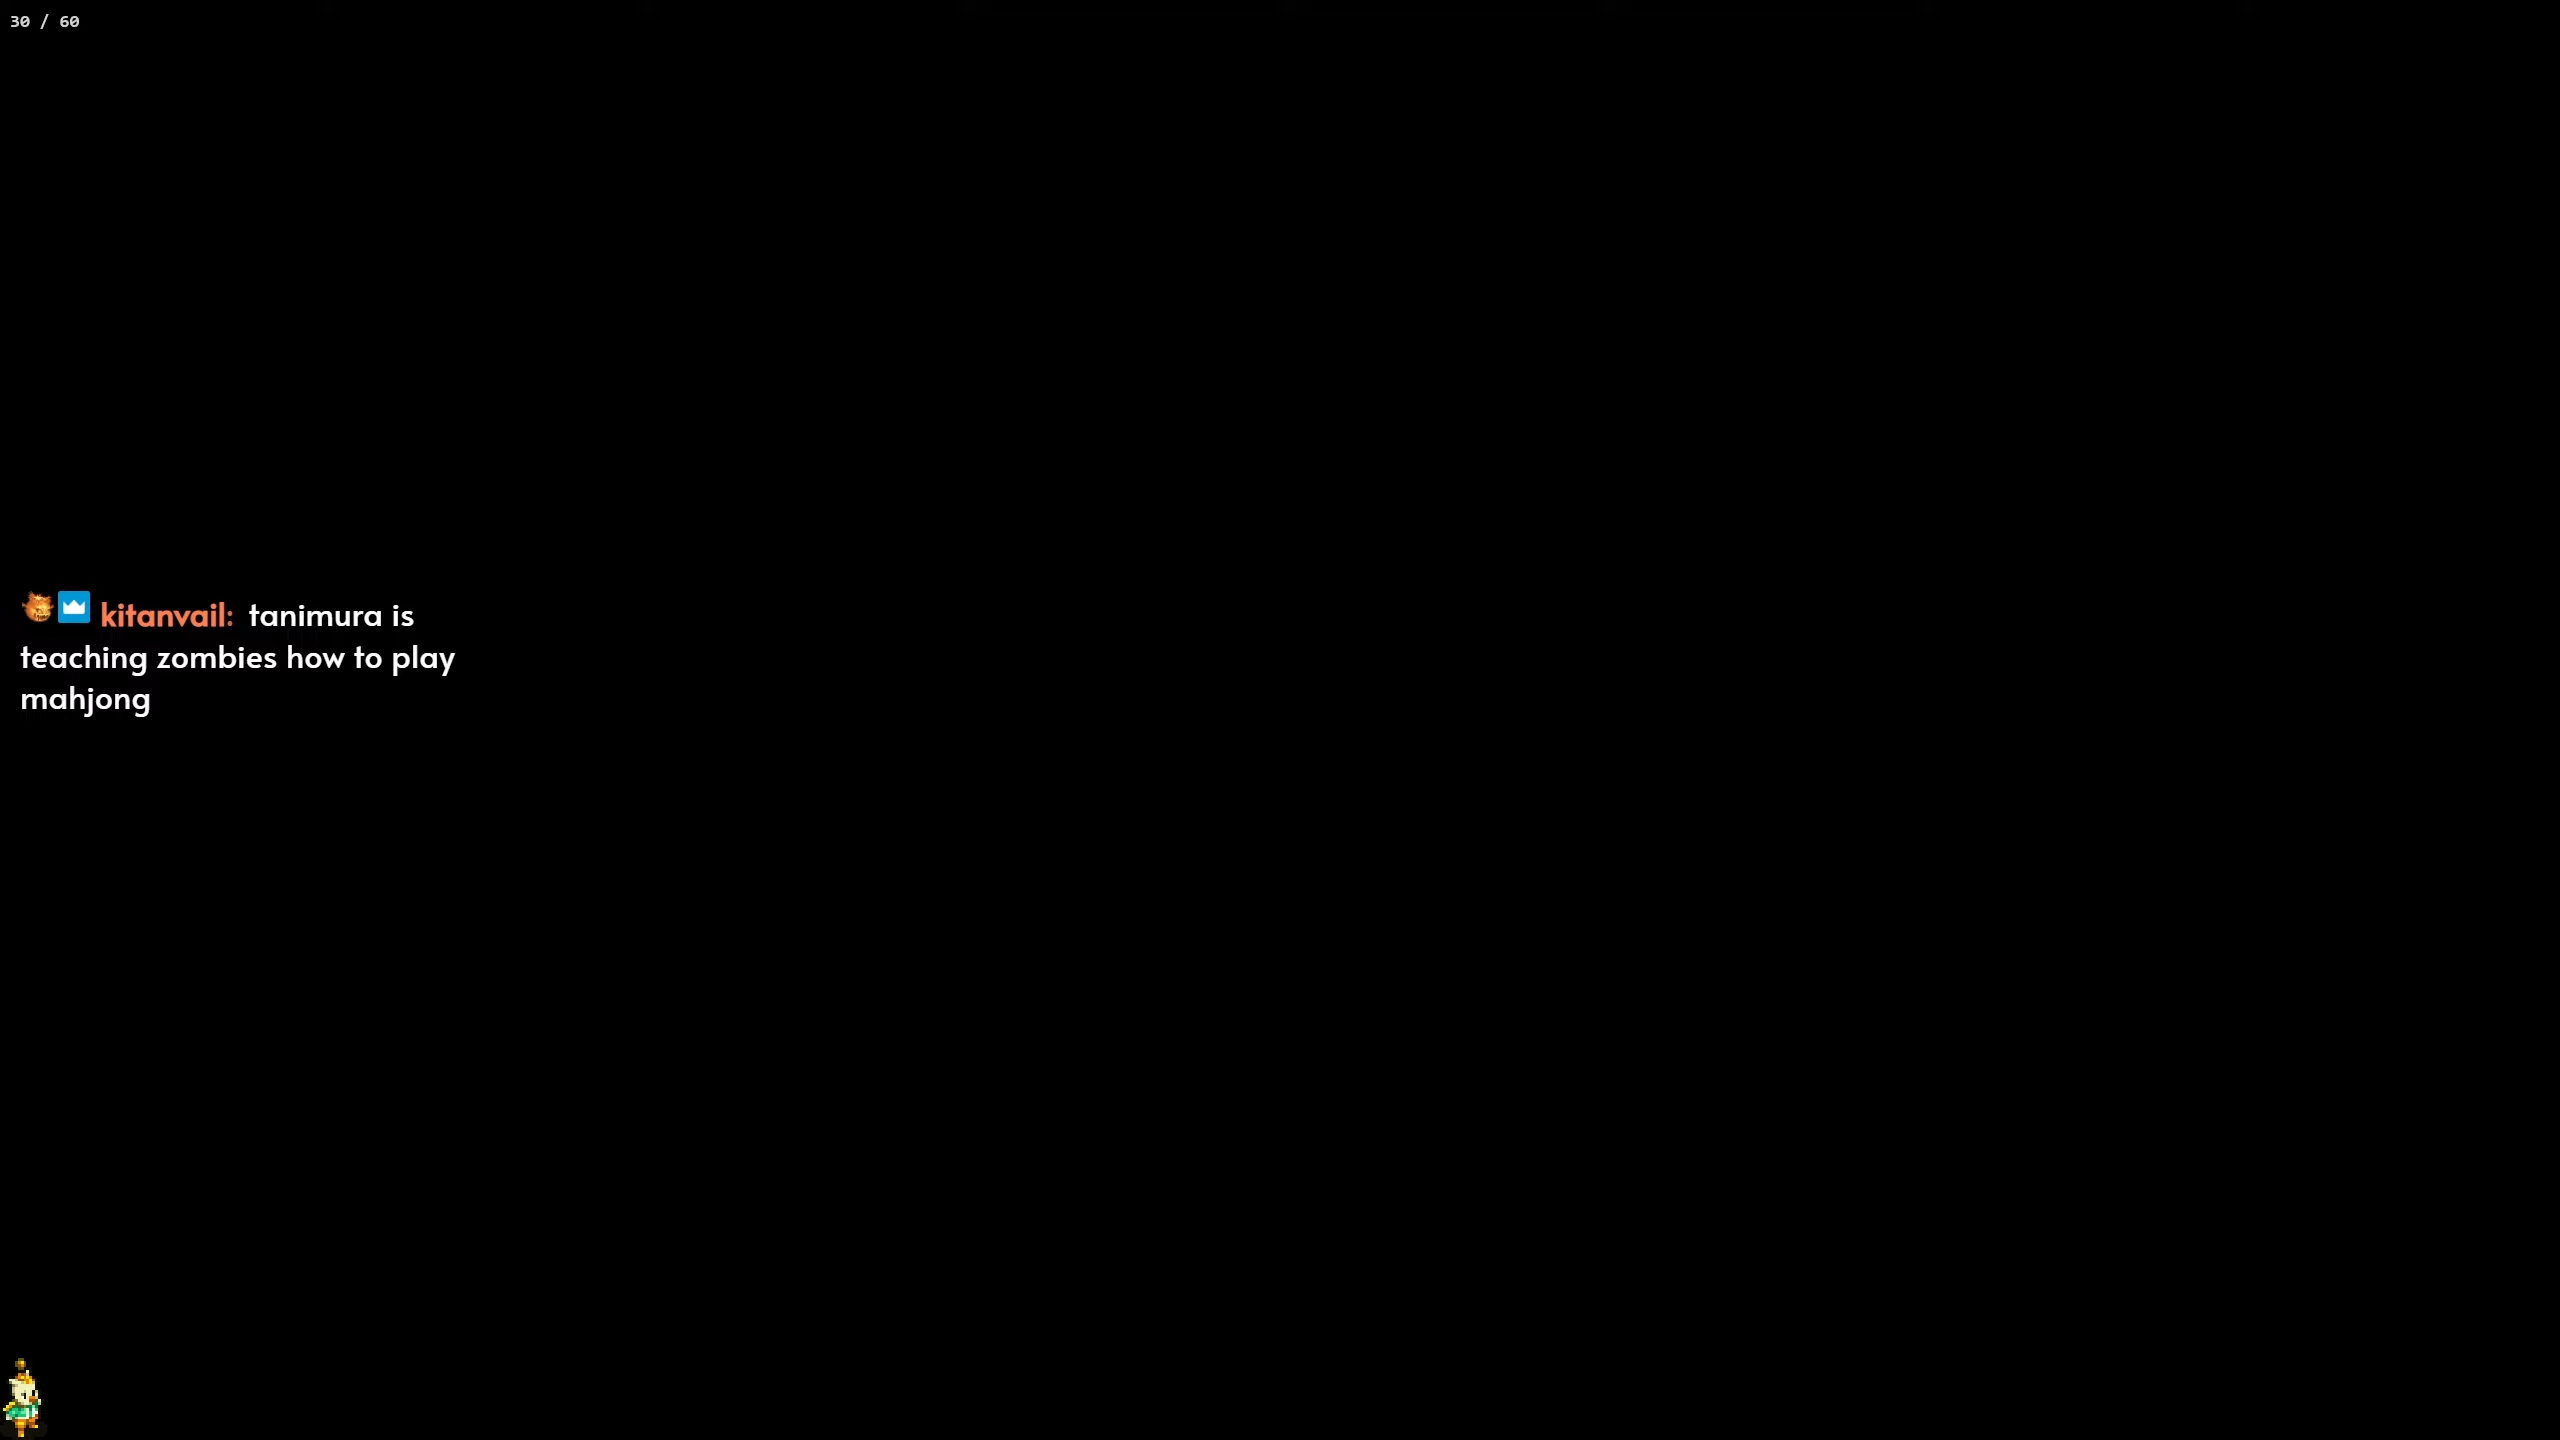 30 / 60
kitanvail: tanimura is
teaching zombies how to play
mahjong